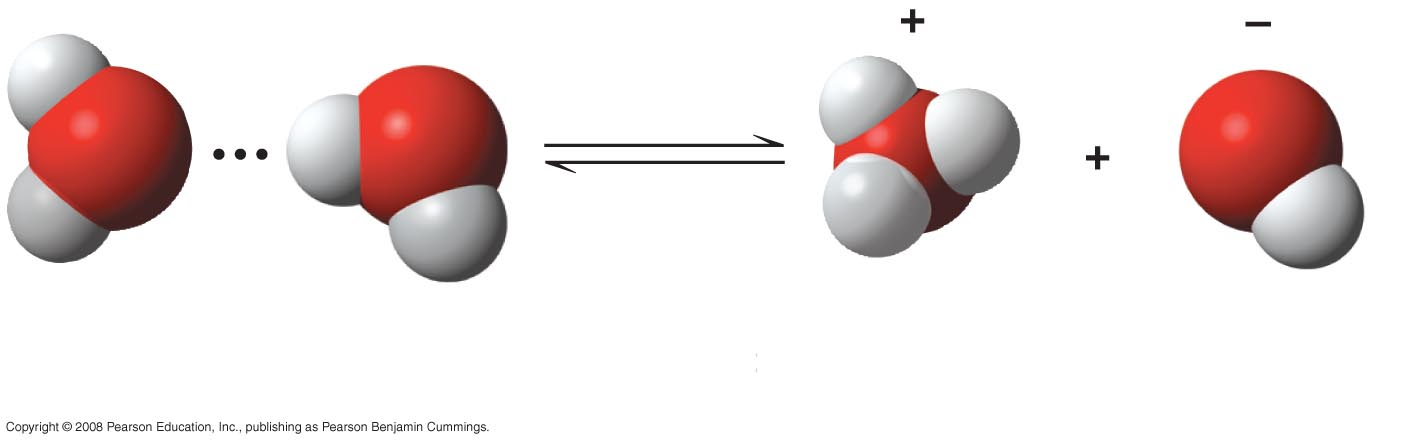 + −
+
Copyright © 2008 Pearson Education, Inc., publishing as Pearson Benjamin Cummings.